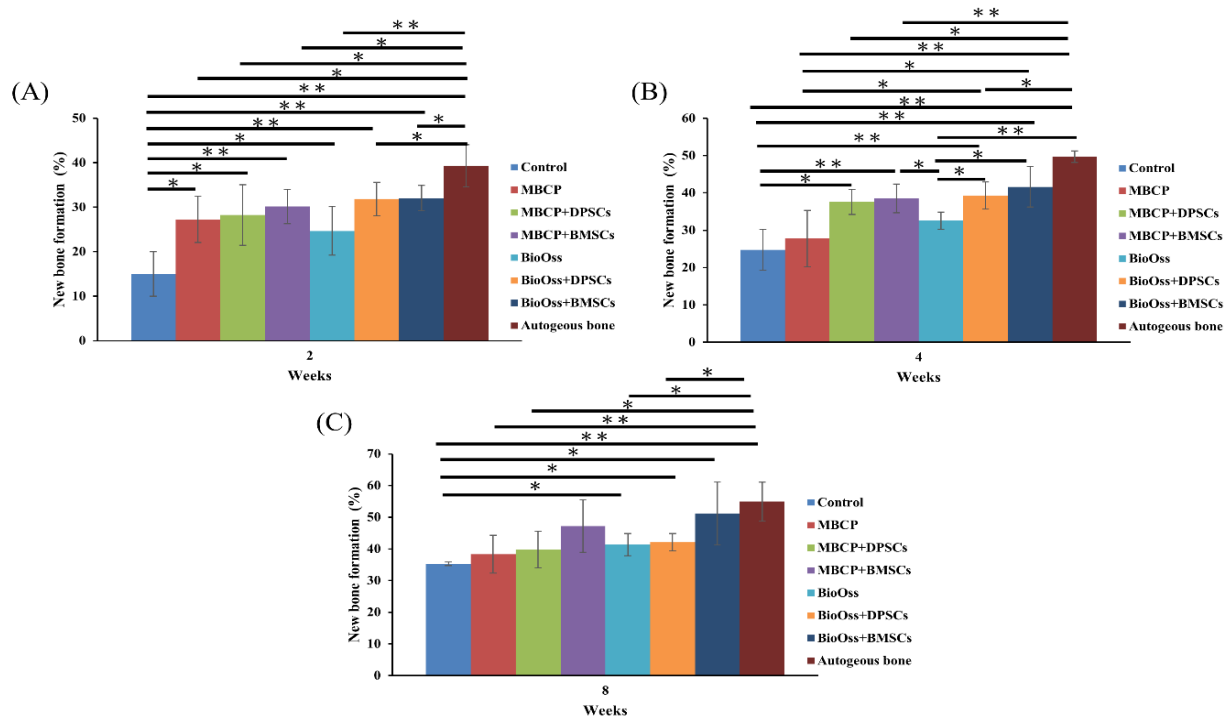 (A)
* *
*
*
*
* *
* *
* *
*
* *
*
*
*
*
New bone formation (%)
50
40
30
20
10
0
2
Weeks
Control
MBCP
MBCP+DPSCs
MBCP+BMSCs
BioOss
BioOss+DPSCs
BioOss+BMSCs
Autogeous bone
(B)
* *
*
* *
*
*
*
* *
* *
* *
* *
* *
*
*
*
*
New bone formation (%)
60
50
40
30
20
10
0
4
Weeks
Control
MBCP
MBCP+DPSCs
MBCP+BMSCs
BioOss
BioOss+DPSCs
BioOss+BMSCs
Autogeous bone
(C)
*
*
*
* *
* *
*
*
*
New bone formation (%)
70
60
50
40
30
20
10
0
8
Weeks
Control
MBCP
MBCP+DPSCs
MBCP+BMSCs
BioOss
BioOss+DPSCs
BioOss+BMSCs
Autogeous bone